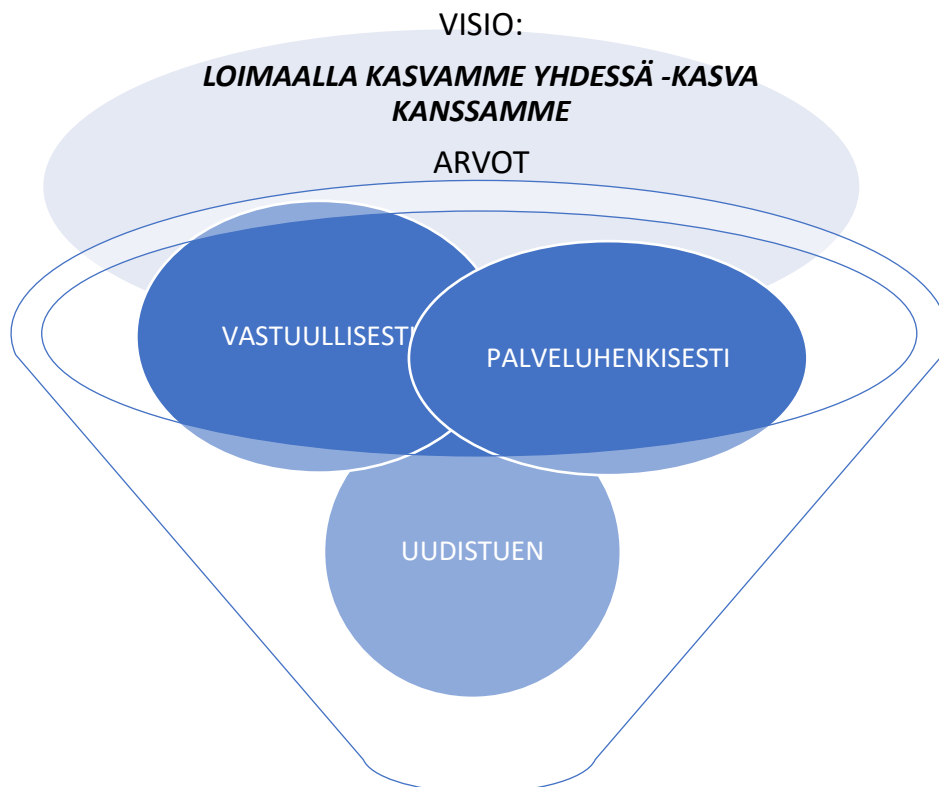 VISIO:
LOIMAALLA KASVAMME YHDESSÄ -KASVA
KANSSAMME
ARVOT
VASTUULLISESTI
PALVELUHENKISESTI
UUDISTUEN